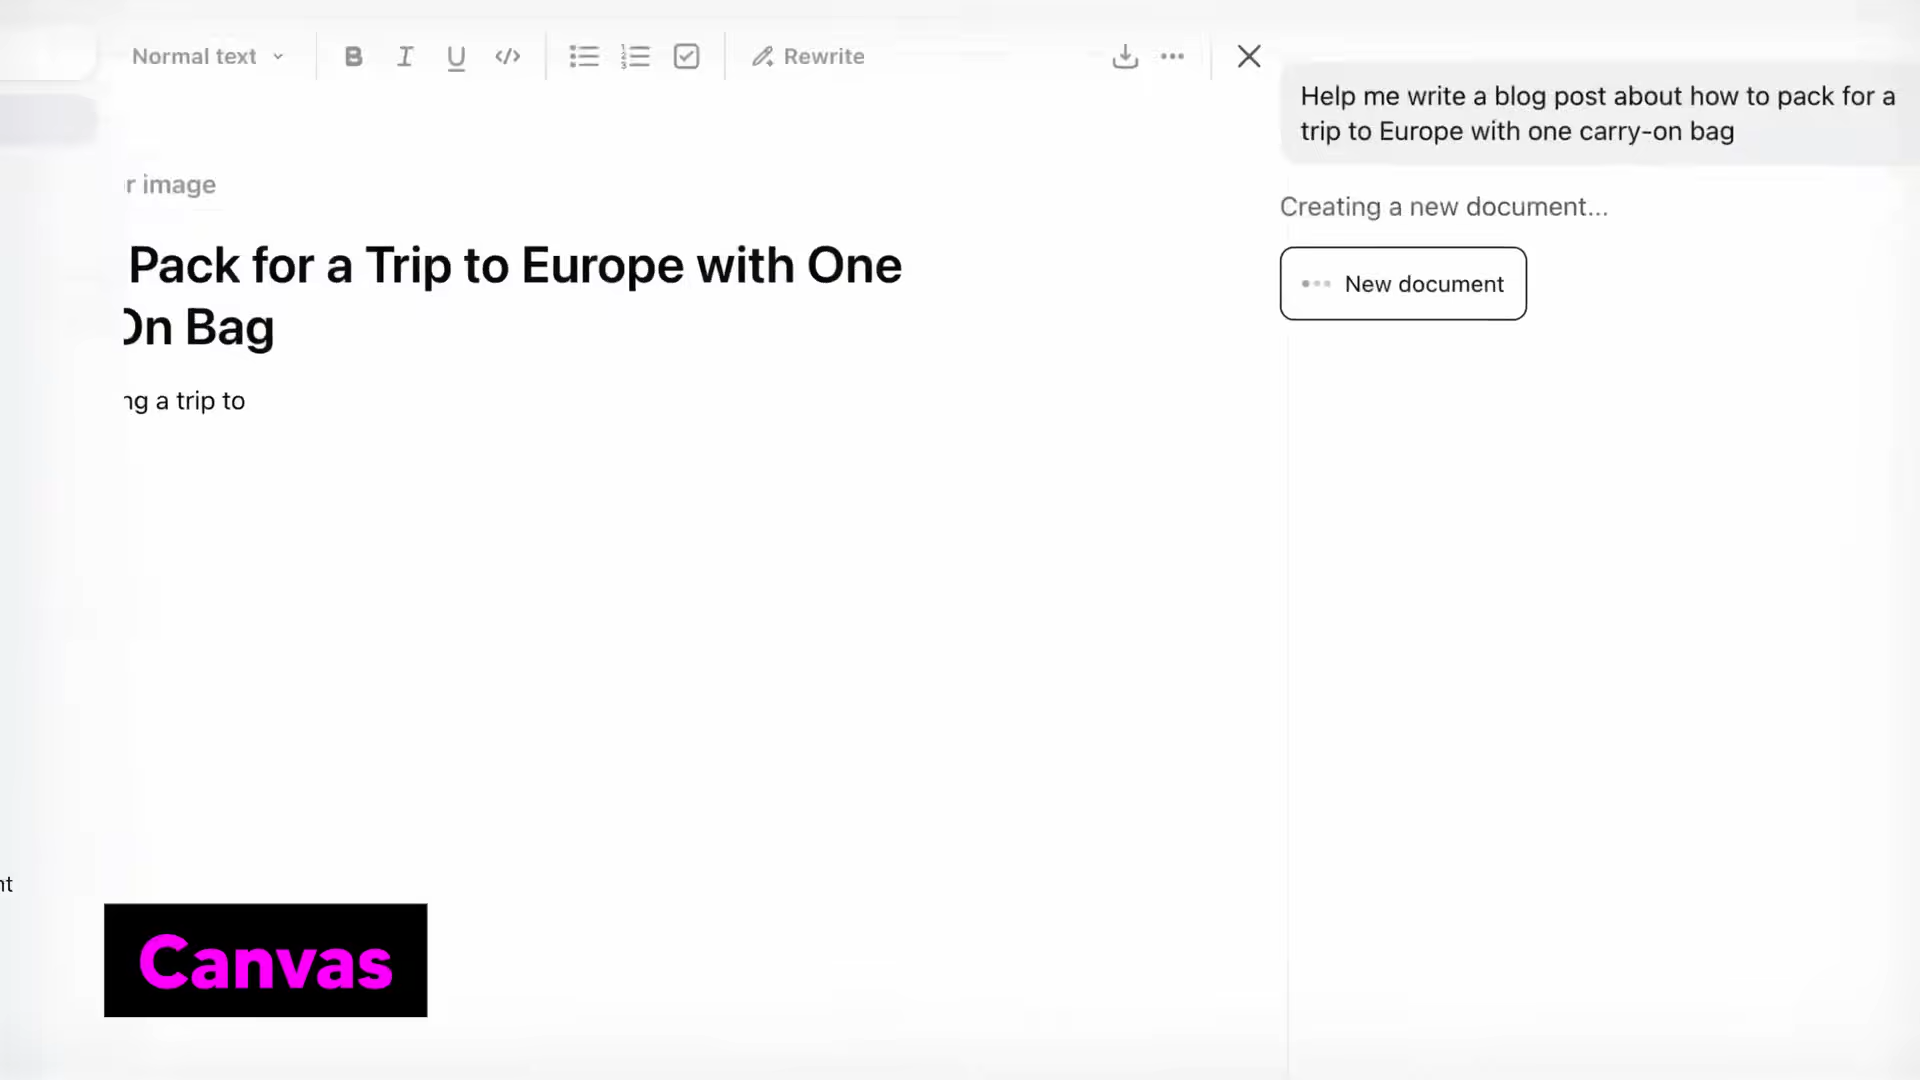 Normal text
B I U </>
Rewrite
Help me write a blog post about how to pack for a
trip to Europe with one carry-on bag
Creating a new document...
New document
r image
Pack for a Trip to Europe with One
On Bag
ng a trip to
nt
Canvas